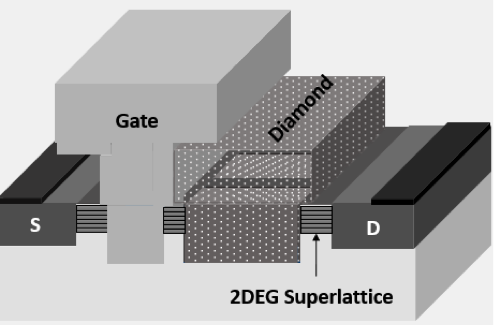 Gate
Diamond
S
D
2DEG Superlattice